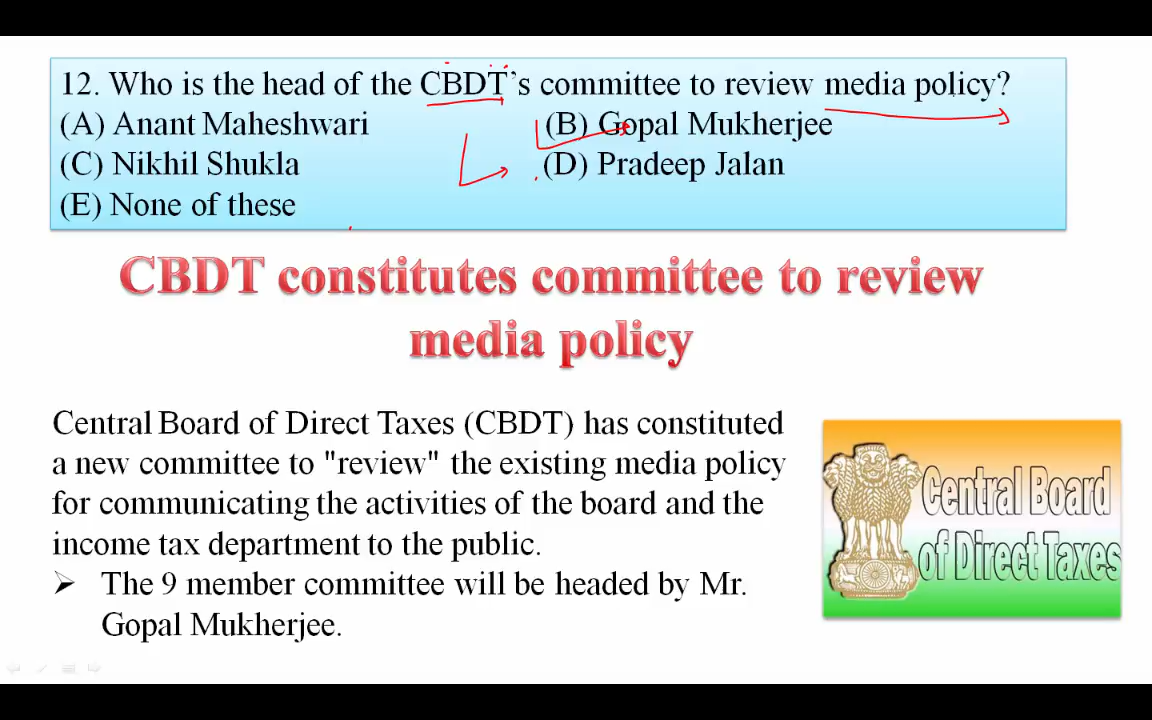 12. Who is the head of the CBDT's committee to review media policy?
(A) Anant Maheshwari (B) Gopal Mukherjee
(C) Nikhil Shukla (D) Pradeep Jalan
(E) None of these
CBDT constitutes committee to review
media policy
Central Board of Direct Taxes (CBDT) has constituted
a new committee to "review" the existing media policy
for communicating the activities of the board and the
income tax department to the public.
➢ The 9 member committee will be headed by Mr.
Gopal Mukherjee.
Central Board
of Direct Taxes